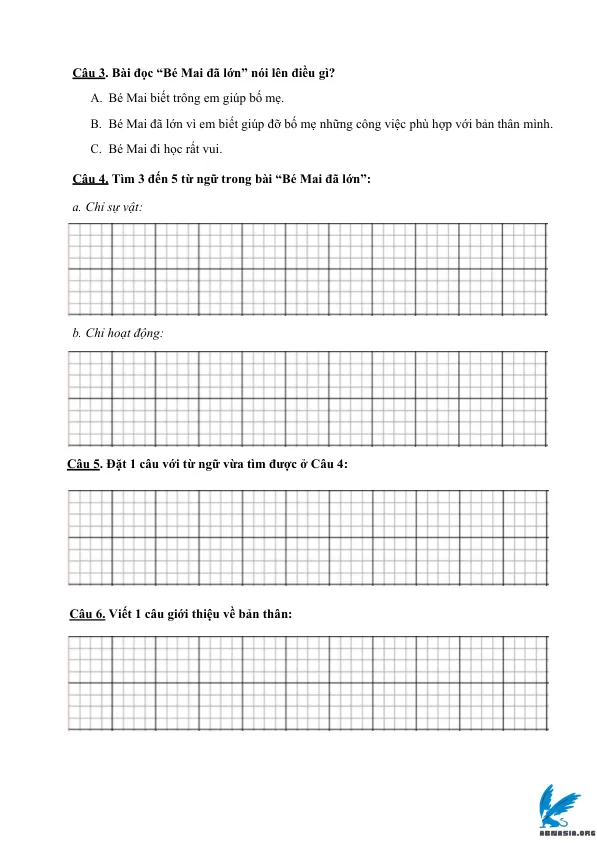 Câu 3. Bài đọc “Bé Mai đã lớn” nói lên điều gì?
A. Bé Mai biết trông em giúp bố mẹ.
B. Bé Mai đã lớn vì em biết giúp đỡ bố mẹ những công việc phù hợp với bản thân mình.
C. Bé Mai đi học rất vui.
Câu 4. Tìm 3 đến 5 từ ngữ trong bài “Bé Mai đã lớn”:
a. Chỉ sự vật:
b. Chỉ hoạt động:
Câu 5. Đặt 1 câu với từ ngữ vừa tìm được ở Câu 4:
Câu 6. Viết 1 câu giới thiệu về bản thân:
ABNASIA.ORG